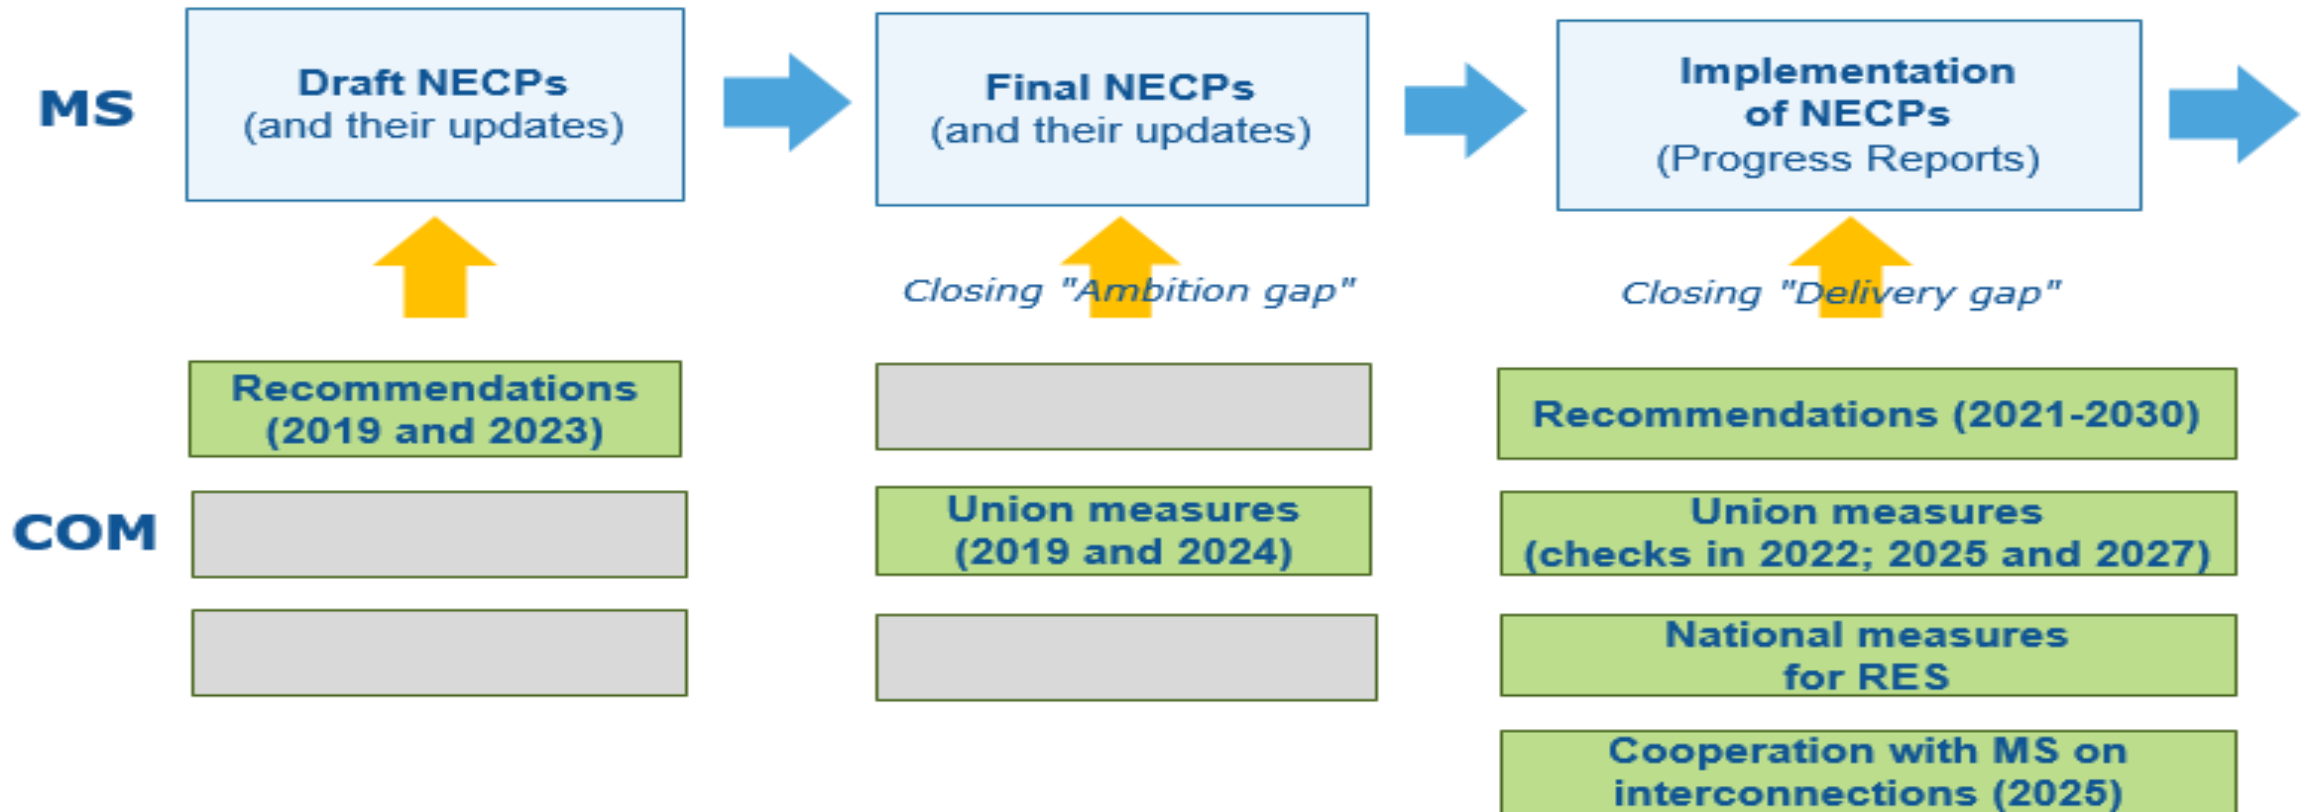 MS
Draft NECPs
(and their updates)
Final NECPs
(and their updates)
Implementation
of NECPs
(Progress Reports)
Closing "Ambition gap"
Closing "Delivery gap"
COM
Recommendations
(2019 and 2023)
Union measures
(2019 and 2024)
Recommendations (2021-2030)
Union measures
(checks in 2022; 2025 and 2027)
National measures
for RES
Cooperation with MS on
interconnections (2025)